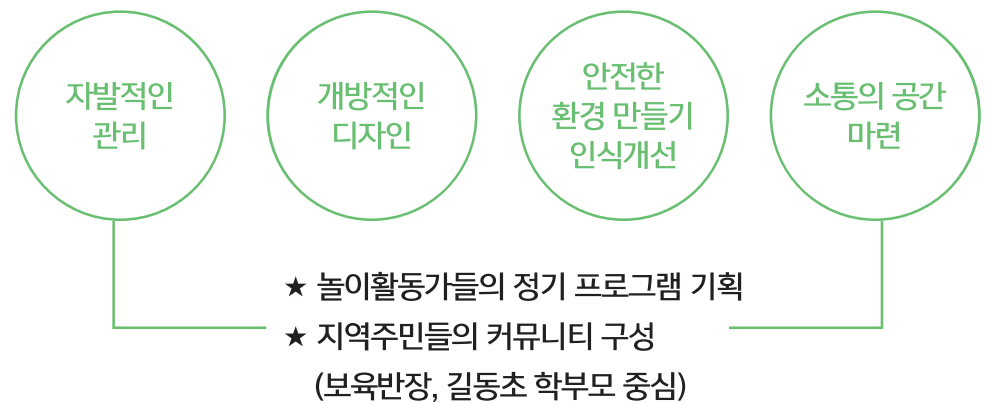 자발적인
관리
개방적인
디자인
안전한
환경 만들기
인식개선
소통의 공간
마련
★ 놀이활동가들의 정기 프로그램 기획
★ 지역주민들의 커뮤니티 구성
(보육반장, 길동초 학부모 중심)